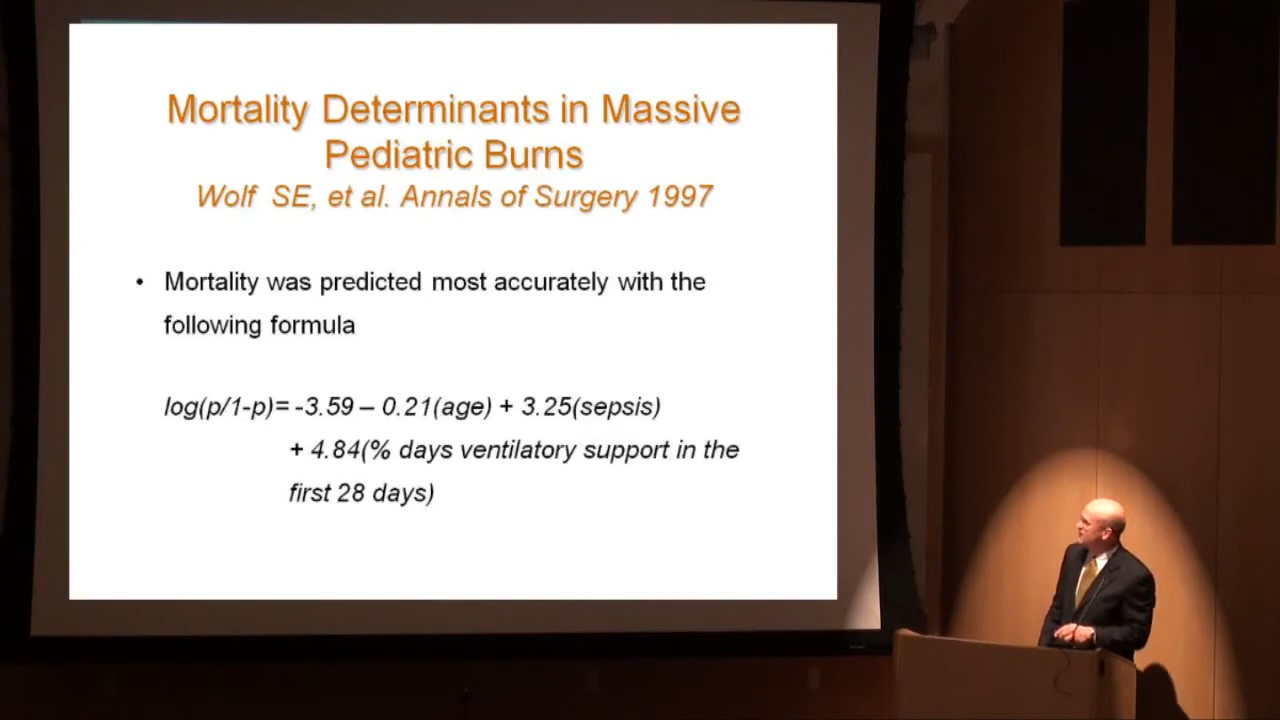 Mortality Determinants in Massive
Pediatric Burns
Wolf SE, et al. Annals of Surgery 1997
• Mortality was predicted most accurately with the
following formula
log(p/1-p)= -3.59 – 0.21(age) + 3.25(sepsis)
+ 4.84(% days ventilatory support in the
first 28 days)